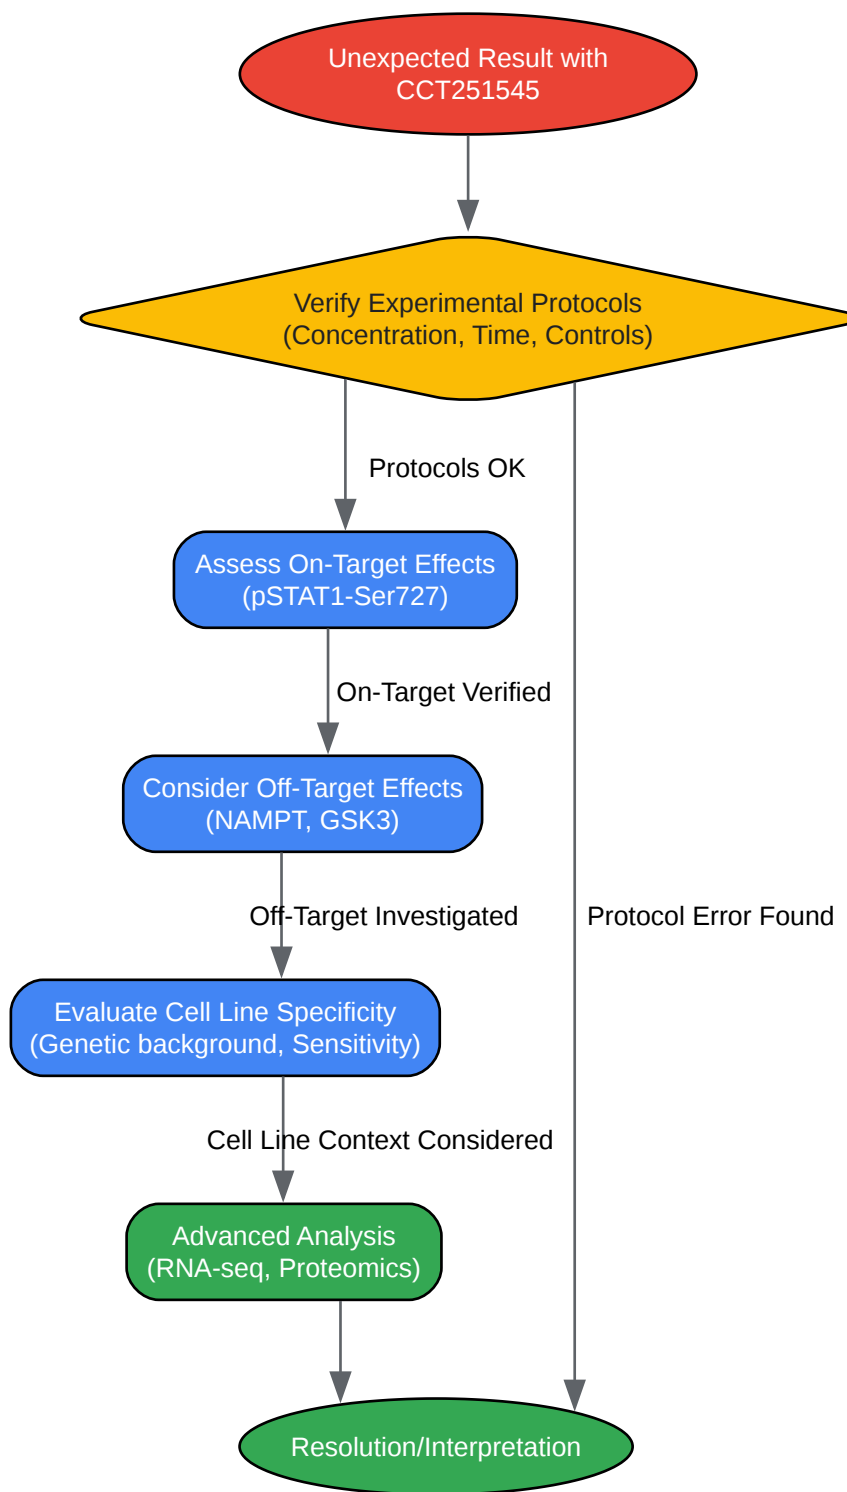 Unexpected Result with
CCT251545
Verify Experimental Protocols
(Concentration, Time, Controls)
Protocols OK
Assess On-Target Effects
(pSTAT1-Ser727)
On-Target Verified
Consider Off-Target Effects
(NAMPT, GSK3)
Off-Target Investigated
Protocol Error Found
Evaluate Cell Line Specificity
(Genetic background, Sensitivity)
Cell Line Context Considered
Advanced Analysis
(RNA-seq, Proteomics)
Resolution/Interpretation